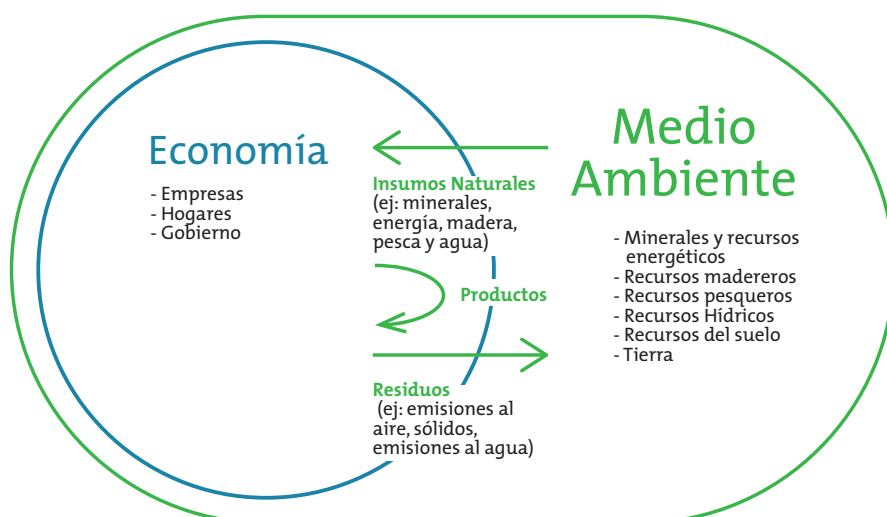 Economía
- Empresas
- Hogares
- Gobierno
Insumos Naturales
(ej: minerales,
energía, madera,
pesca y agua)
Productos
Residuos
(ej: emisiones al
aire, sólidos,
emisiones al agua)
Medio
Ambiente
- Minerales y recursos
energéticos
- Recursos madereros
- Recursos pesqueros
- Recursos Hídricos
- Recursos del suelo
- Tierra